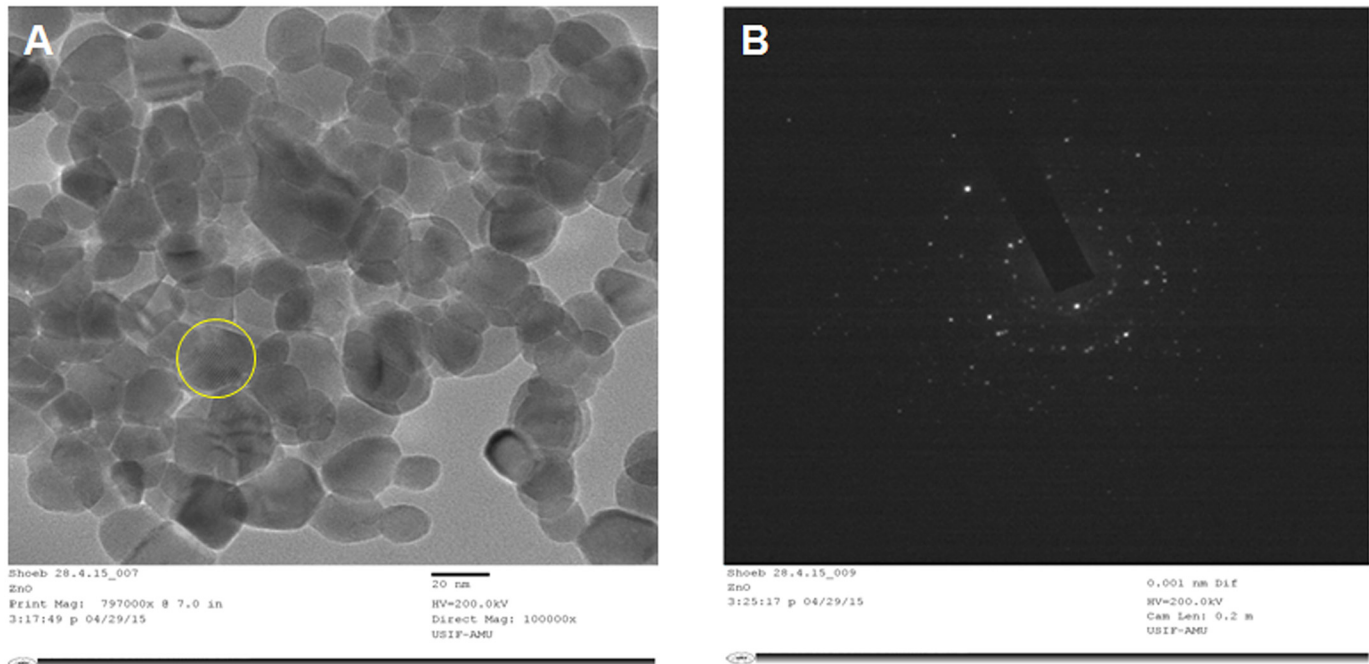 A
B
Shoeb 28.4.15_007
ZnO
Print Mag: 797000x @ 7.0 in
3:17:49 p 04/29/15
20 nm
HV=200.0kV
Direct Mag: 100000x
USIF-AMU
Shoeb 28.4.15_009
ZnO
3:25:17 p 04/29/15
0.001 nm Dif
HV=200.0kV
Cam Len: 0.2 m
USIF-AMU